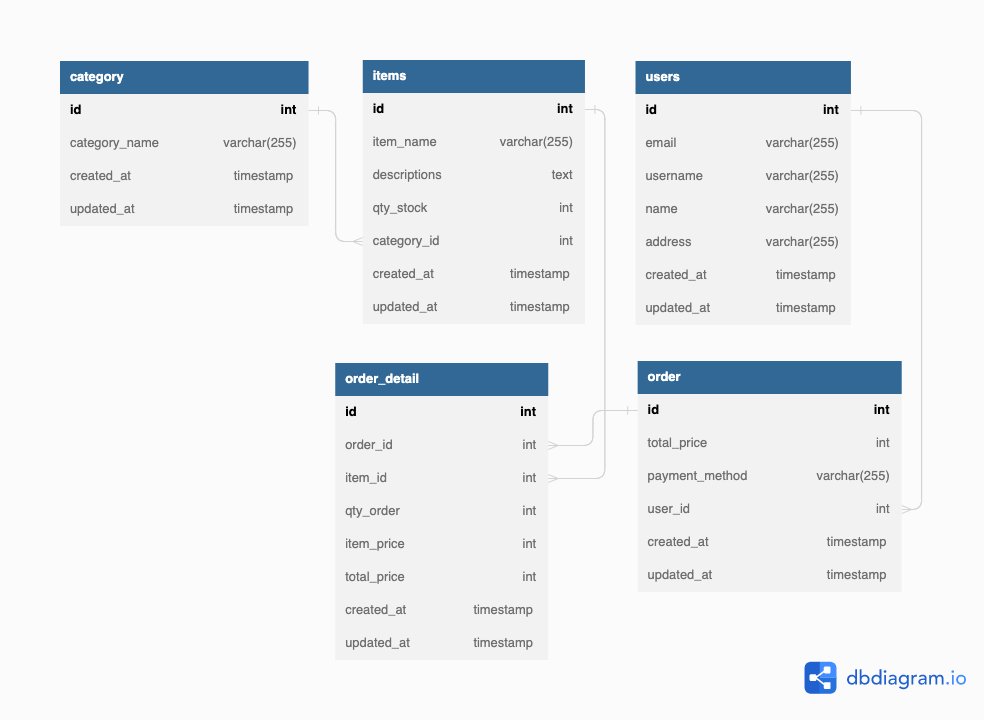 category
id int
category_name varchar(255)
created_at timestamp
updated_at timestamp
items
id int
item_name varchar(255)
descriptions text
qty_stock int
category_id int
created_at timestamp
updated_at timestamp
users
id int
email varchar(255)
username varchar(255)
name varchar(255)
address varchar(255)
created_at timestamp
updated_at timestamp
order_detail
id int
order_id int
item_id int
qty_order int
item_price int
total_price int
created_at timestamp
updated_at timestamp
order
id int
total_price int
payment_method varchar(255)
user_id int
created_at timestamp
updated_at timestamp
dbdiagram.io